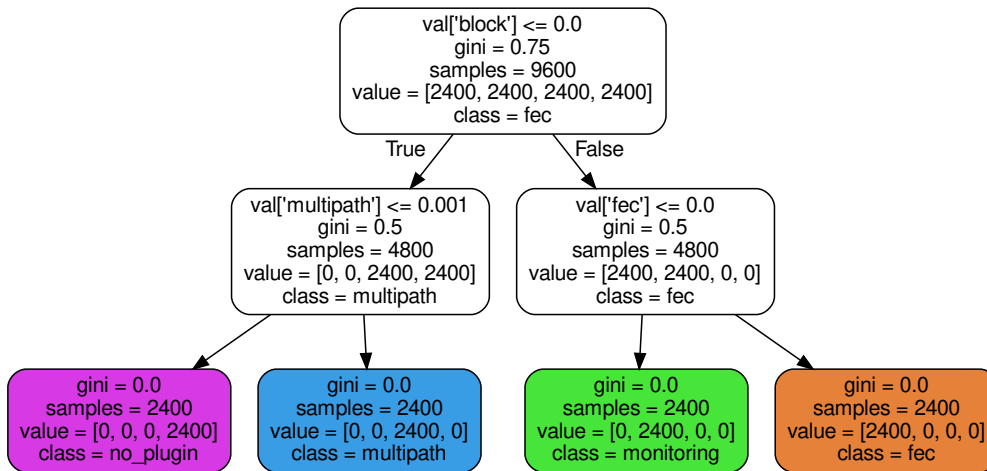 val['block'] <= 0.0
gini = 0.75
samples = 9600
value = [2400, 2400, 2400, 2400]
class = fec
True
False
val['multipath'] <= 0.001
gini = 0.5
samples = 4800
value = [0, 0, 2400, 2400]
class = multipath
val['fec'] <= 0.0
gini = 0.5
samples = 4800
value = [2400, 2400, 0, 0]
class = fec
gini = 0.0
samples = 2400
value = [0, 0, 0, 2400]
class = no_plugin
gini = 0.0
samples = 2400
value = [0, 0, 2400, 0]
class = multipath
gini = 0.0
samples = 2400
value = [0, 2400, 0, 0]
class = monitoring
gini = 0.0
samples = 2400
value = [2400, 0, 0, 0]
class = fec